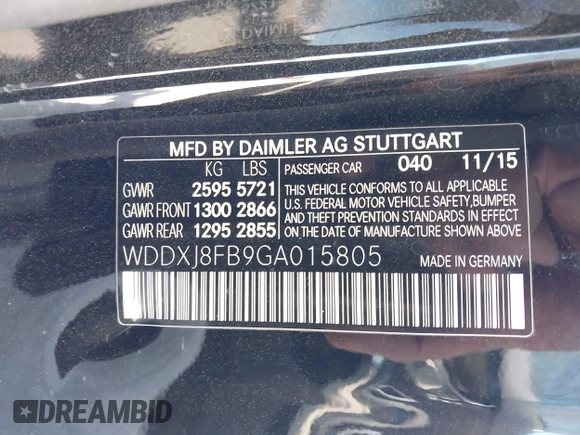 MFD BY DAIMLER AG STUTTGART
KG LBS PASSENGER CAR 040 11/15
GVWR 2595 5721
GAWR FRONT 1300 2866
GAWR REAR 1295 2855
THIS VEHICLE CONFORMS TO ALL APPLICABLE
U.S. FEDERAL MOTOR VEHICLE SAFETY,BUMPER
AND THEFT PREVENTION STANDARDS IN EFFECT
ON THE DATE OF MANUFACTURE SHOWN ABOVE.
WDDXJ8FB9GA015805 MADE IN GERMANY
DREAMBID